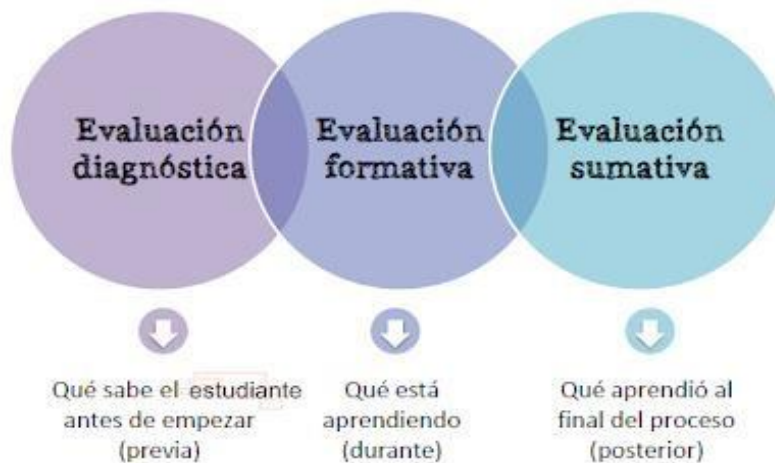 Evaluación
diagnóstica
Evaluación
formativa
Evaluación
sumativa
Qué sabe el estudiante
antes de empezar
(previa)
Qué está
aprendiendo
(durante)
Qué aprendió al
final del proceso
(posterior)